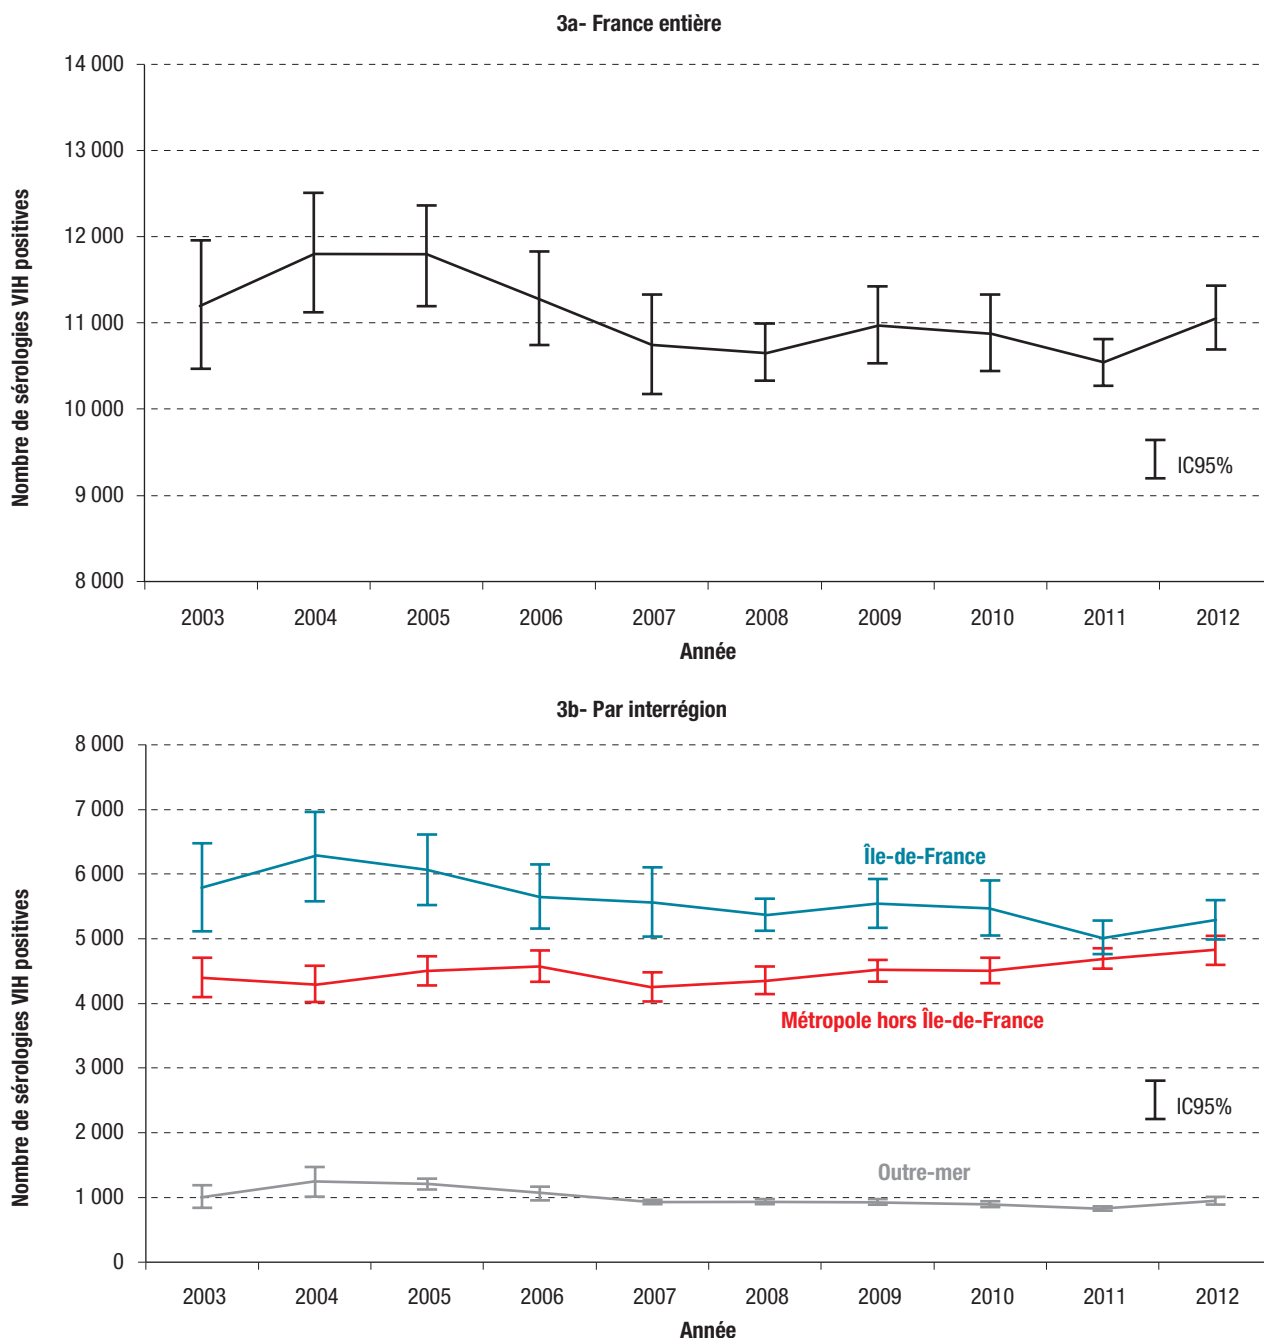 3a- France entière
Nombre de sérologies VIH positives
14 000
13 000
12 000
11 000
10 000
9 000
8 000
IC95%
2003 2004 2005 2006 2007 2008 2009 2010 2011 2012
Année
3b- Par interrégion
Nombre de sérologies VIH positives
8 000
7 000
6 000
5 000
4 000
3 000
2 000
1 000
0
Île-de-France
Métropole hors Île-de-France
IC95%
Outre-mer
2003 2004 2005 2006 2007 2008 2009 2010 2011 2012
Année